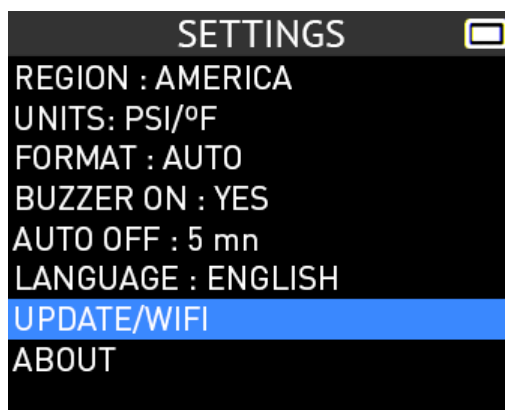 SETTINGS
REGION : AMERICA
UNITS: PSI/ºF
FORMAT : AUTO
BUZZER ON : YES
AUTO OFF : 5 mn
LANGUAGE : ENGLISH
UPDATE/WIFI
ABOUT